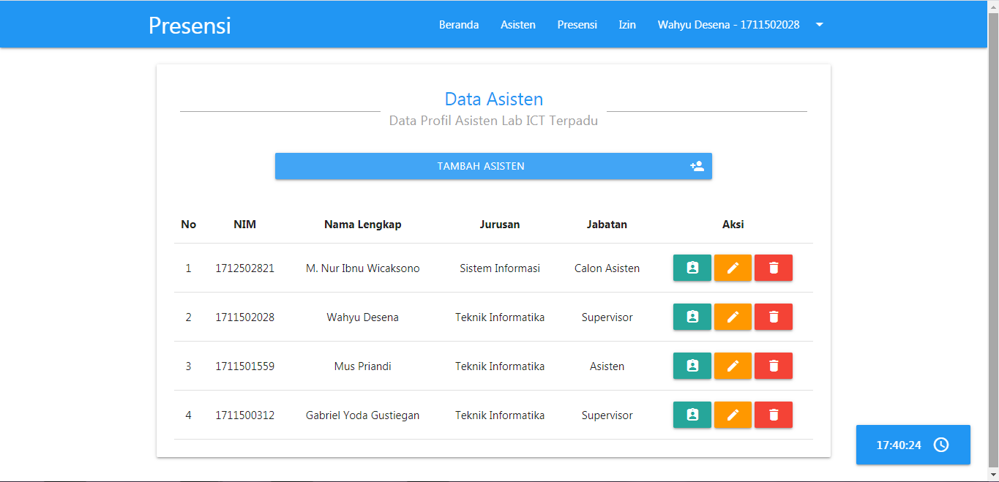 Presensi Beranda Asisten Presensi Izin Wahyu Desena - 1711502028
Data Asisten
Data Profil Asisten Lab ICT Terpadu
TAMBAH ASISTEN
No NIM Nama Lengkap Jurusan Jabatan Aksi
1 1712502821 M. Nur Ibnu Wicaksono Sistem Informasi Calon Asisten
2 1711502028 Wahyu Desena Teknik Informatika Supervisor
3 1711501559 Mus Priandi Teknik Informatika Asisten
4 1711500312 Gabriel Yoda Gustiegan Teknik Informatika Supervisor
17:40:24